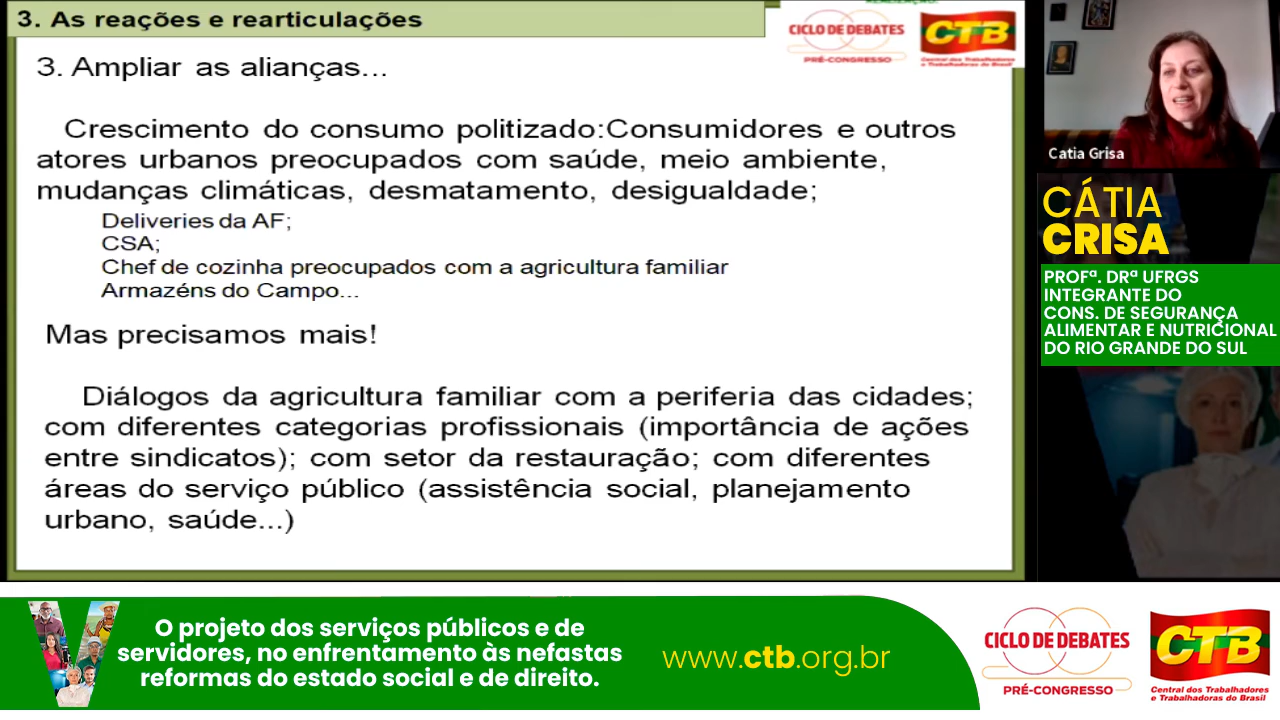 3. As reações e rearticulações
CICLO DE DEBATES
PRÉ-CONGRESSO
CTB
Central dos Trabalhadores
e Trabalhadoras do Brasil
3. Ampliar as alianças...
Crescimento do consumo politizado:Consumidores e outros
atores urbanos preocupados com saúde, meio ambiente,
mudanças climáticas, desmatamento, desigualdade;
Deliveries da AF;
CSA;
Chef de cozinha preocupados com a agricultura familiar
Armazéns do Campo...
Mas precisamos mais!
Diálogos da agricultura familiar com a periferia das cidades;
com diferentes categorias profissionais (importância de ações
entre sindicatos); com setor da restauração; com diferentes
áreas do serviço público (assistência social, planejamento
urbano, saúde...)
Catia Grisa
CÁTIA
CRISA
PROFª. DRª UFRGS
INTEGRANTE DO
CONS. DE SEGURANÇA
ALIMENTAR E NUTRICIONAL
DO RIO GRANDE DO SUL
V
O projeto dos serviços públicos e de
servidores, no enfrentamento às nefastas
reformas do estado social e de direito.
www.ctb.org.br
CICLO DE DEBATES
PRÉ-CONGRESSO
CTB
Central dos Trabalhadores
e Trabalhadoras do Brasil